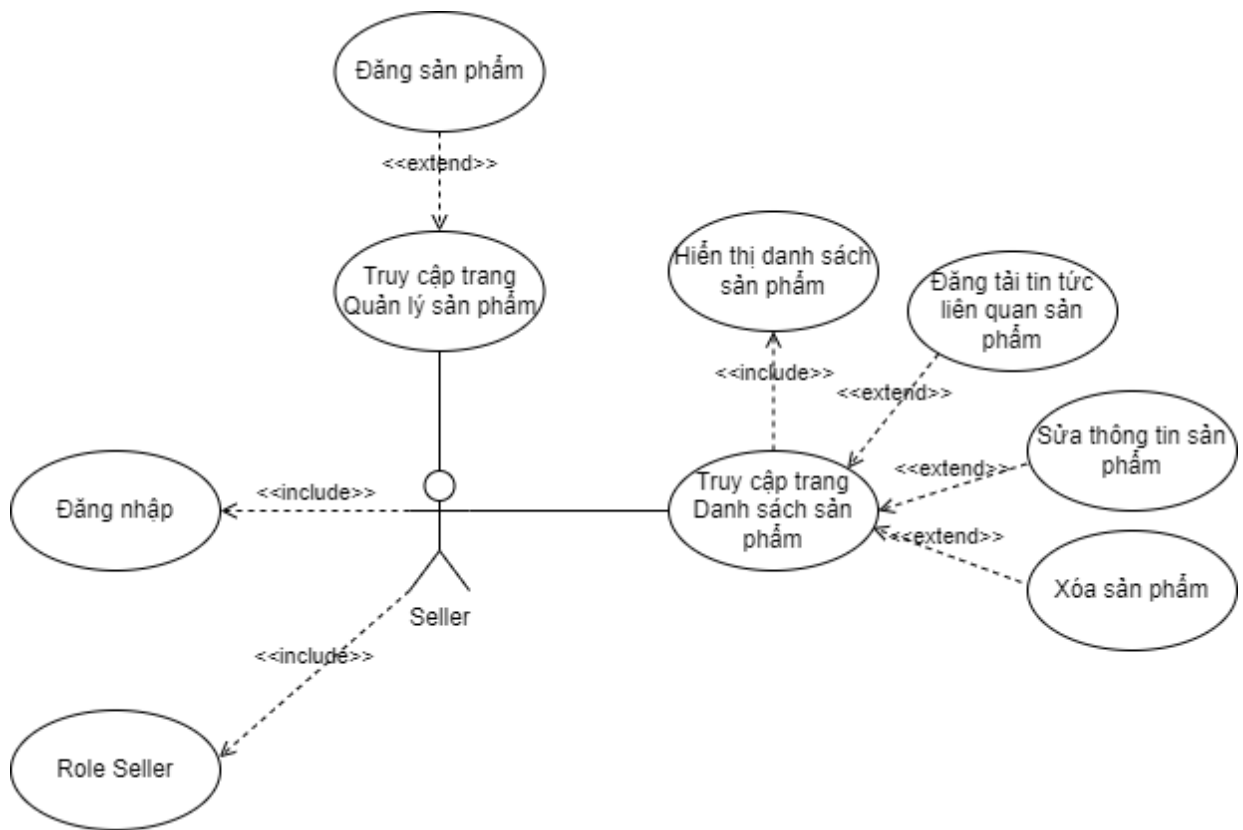 Đăng sản phẩm
<<extend>>
Truy cập trang
Quản lý sản phẩm
Hiển thị danh sách
sản phẩm
Đăng tải tin tức
liên quan sản
phẩm
<<include>>
<<extend>>
Sửa thông tin sản
phẩm
<<extend>>
Truy cập trang
Danh sách sản
phẩm
<<extend>>
Xóa sản phẩm
Đăng nhập
<<include>>
Seller
<<include>>
Role Seller